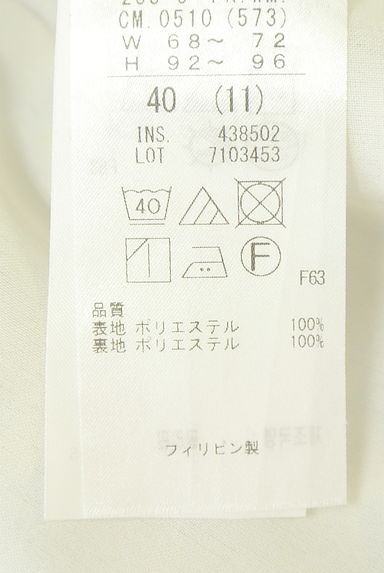 CM.0510 (573)
W 68～ 72
H 92～ 96
40 (11)
INS. 438502
LOT 7103453
40
F
F63
品質
表地 ポリエステル 100%
裏地 ポリエステル 100%
フィリピン製